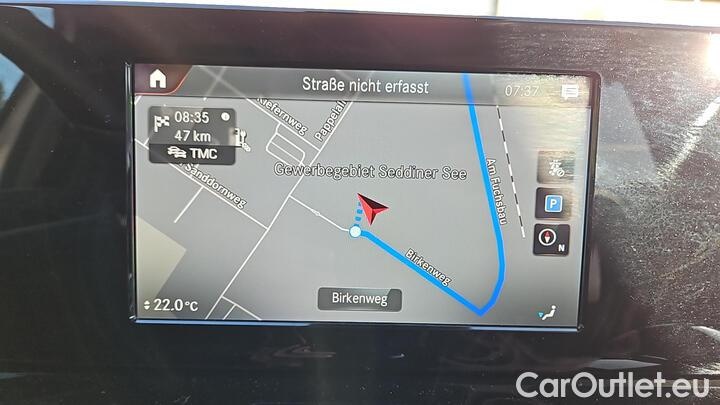 Straße nicht erfasst
07:37
08:35
47 km
TMC
Kiefernweg
Sanddornweg
Gewerbegebiet Seddiner See
Am Fuchsbau
P
N
Birkenweg
Birkenweg
22.0°C
CarOutlet.eu